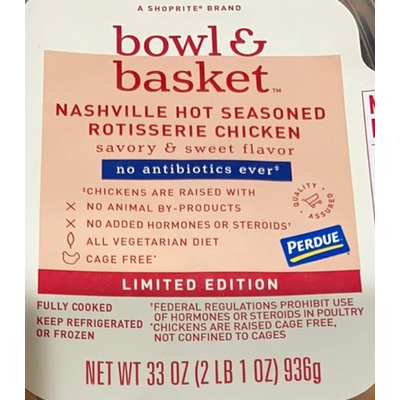 A SHOPRITE® BRAND
bowl &
basket™
NASHVILLE HOT SEASONED
ROTISSERIE CHICKEN
savory & sweet flavor
no antibiotics ever‡
‡CHICKENS ARE RAISED WITH
NO ANIMAL BY-PRODUCTS
NO ADDED HORMONES OR STEROIDS†
ALL VEGETARIAN DIET
CAGE FREE*
QUALITY ASSURED
PERDUE
LIMITED EDITION
FULLY COOKED
KEEP REFRIGERATED
OR FROZEN
†FEDERAL REGULATIONS PROHIBIT USE
OF HORMONES OR STEROIDS IN POULTRY
*CHICKENS ARE RAISED CAGE FREE,
NOT CONFINED TO CAGES
NET WT 33 OZ (2 LB 1 OZ) 936g